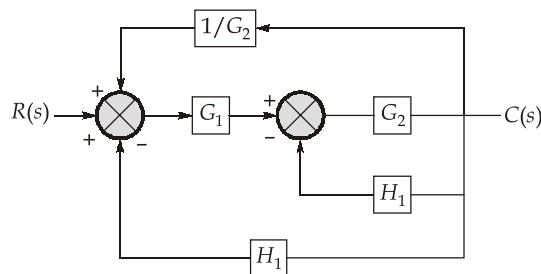 1/G₂
+
R(s)
+
−
G₁
+
−
G₂
C(s)
H₁
H₁